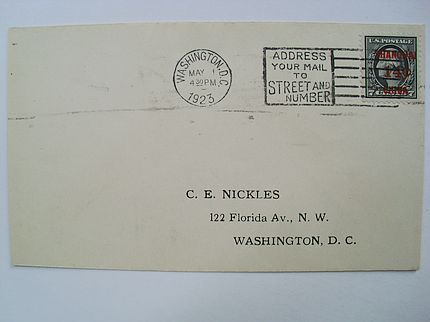 WASHINGTON, D.C.
MAY 1
4 30 PM
1923
ADDRESS
YOUR MAIL
TO
STREET AND
NUMBER
U.S. POSTAGE
SHANGHAI
C. E. NICKLES
122 Florida Av., N. W.
WASHINGTON, D. C.